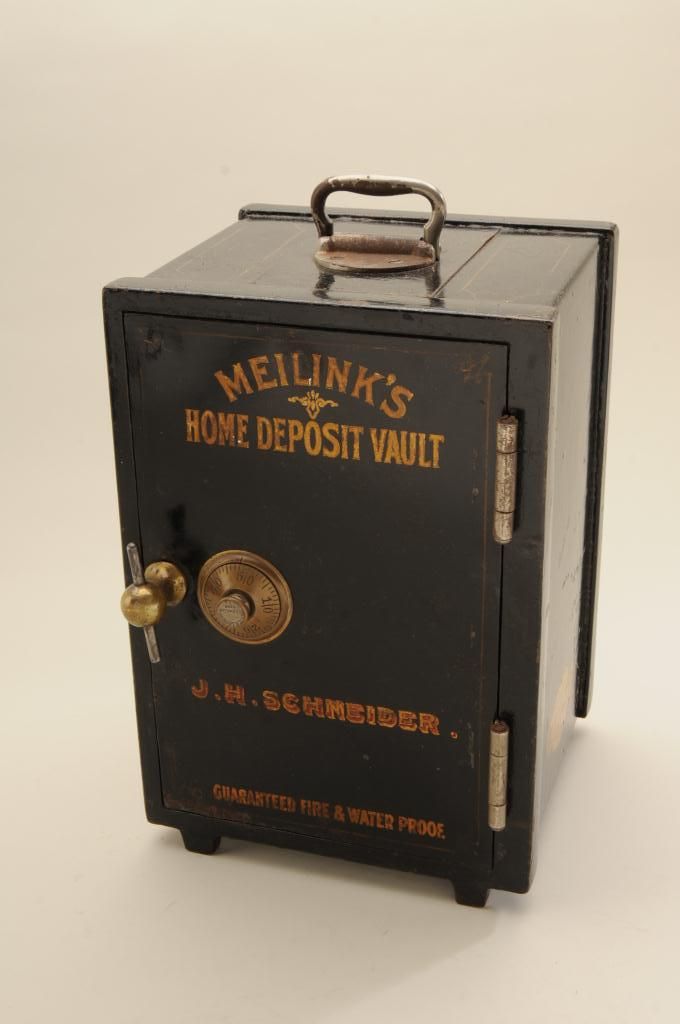 MEILINK'S
HOME DEPOSIT VAULT
J.H. SCHNEIDER.
GUARANTEED FIRE & WATER PROOF.